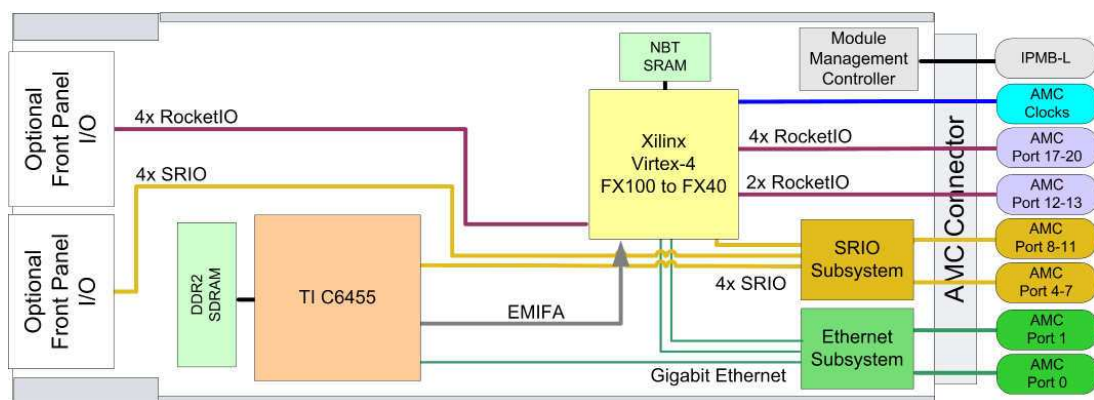 Optional
Front Panel
I/O
4x RocketIO
4x SRIO
Optional
Front Panel
I/O
DDR2
SDRAM
TI C6455
EMIFA
Gigabit Ethernet
NBT
SRAM
Xilinx
Virtex-4
FX100 to FX40
Module
Management
Controller
4x RocketIO
2x RocketIO
SRIO
Subsystem
4x SRIO
Ethernet
Subsystem
AMC Connector
IPMB-L
AMC
Clocks
AMC
Port 17-20
AMC
Port 12-13
AMC
Port 8-11
AMC
Port 4-7
AMC
Port 1
AMC
Port 0